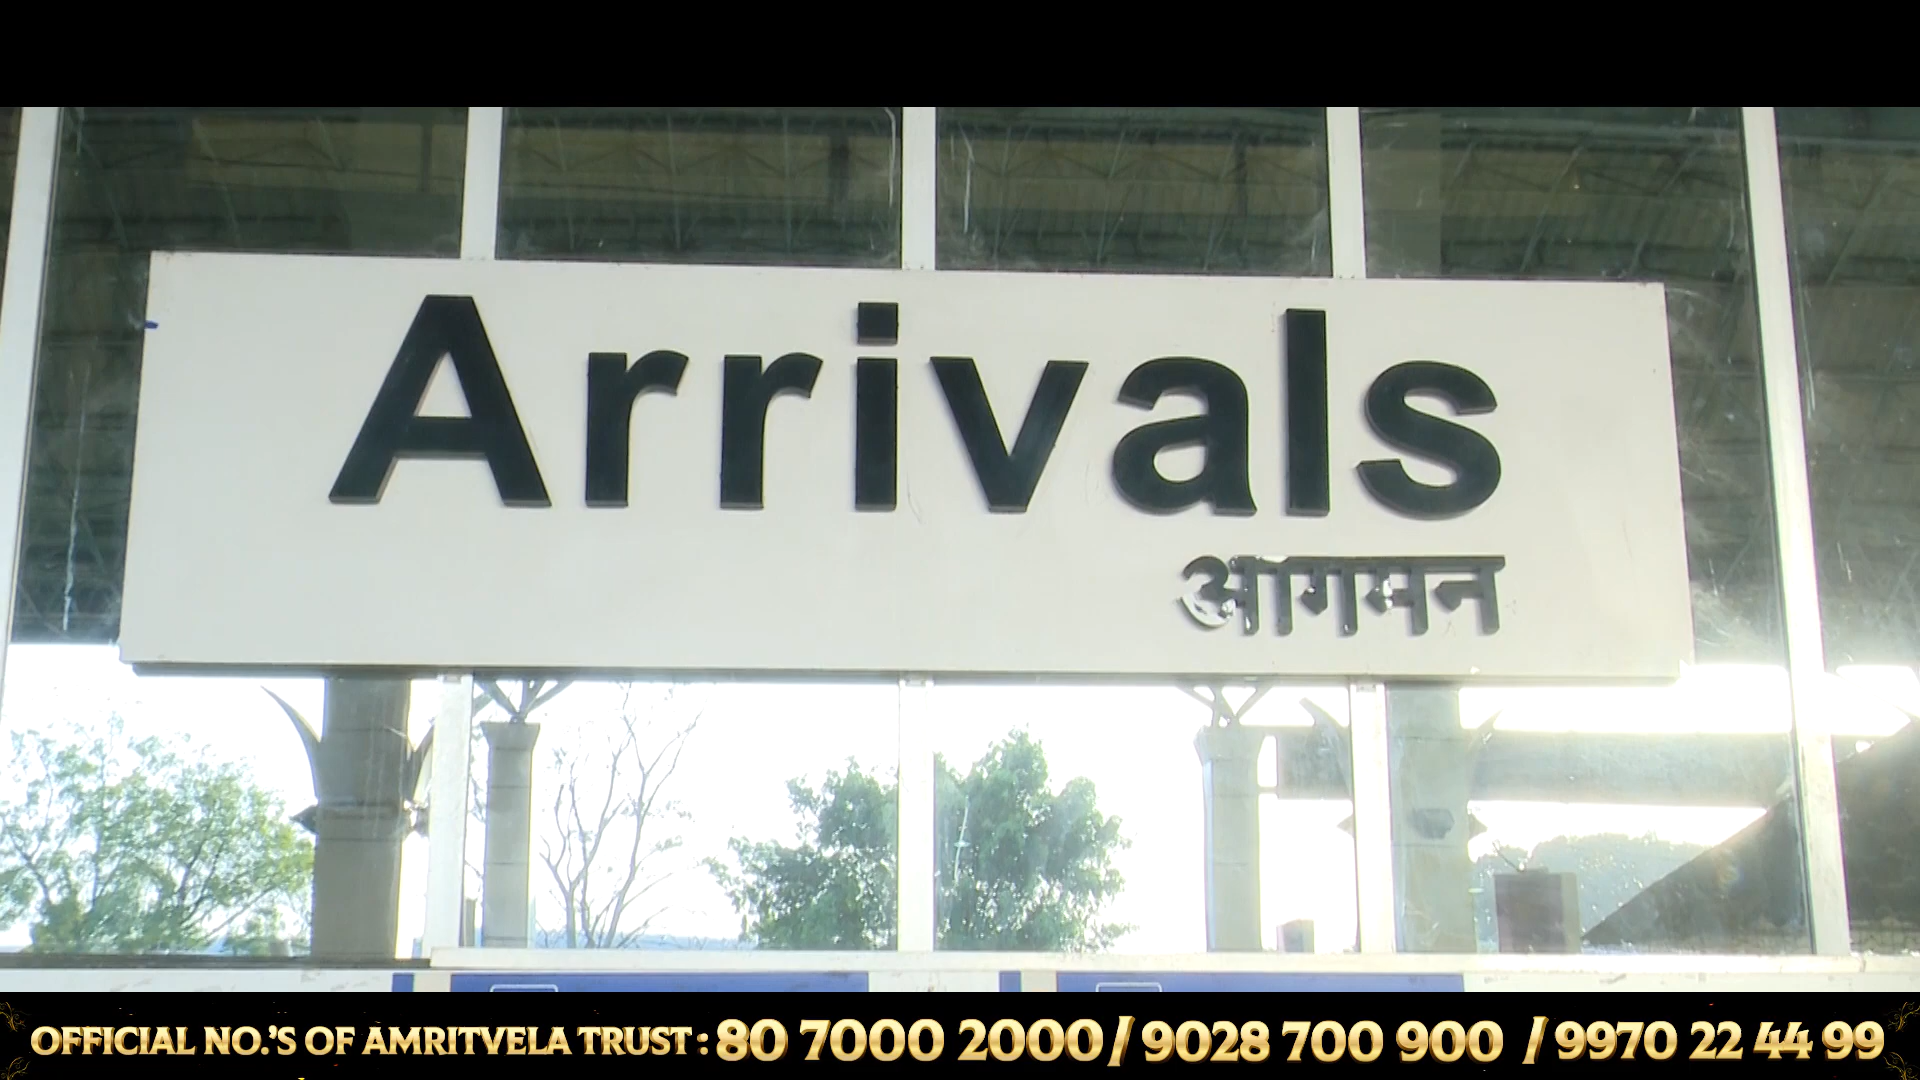 Arrivals
आगमन
OFFICIAL NO.'S OF AMRITVELA TRUST : 80 7000 2000 / 9028 700 900 / 9970 22 44 99